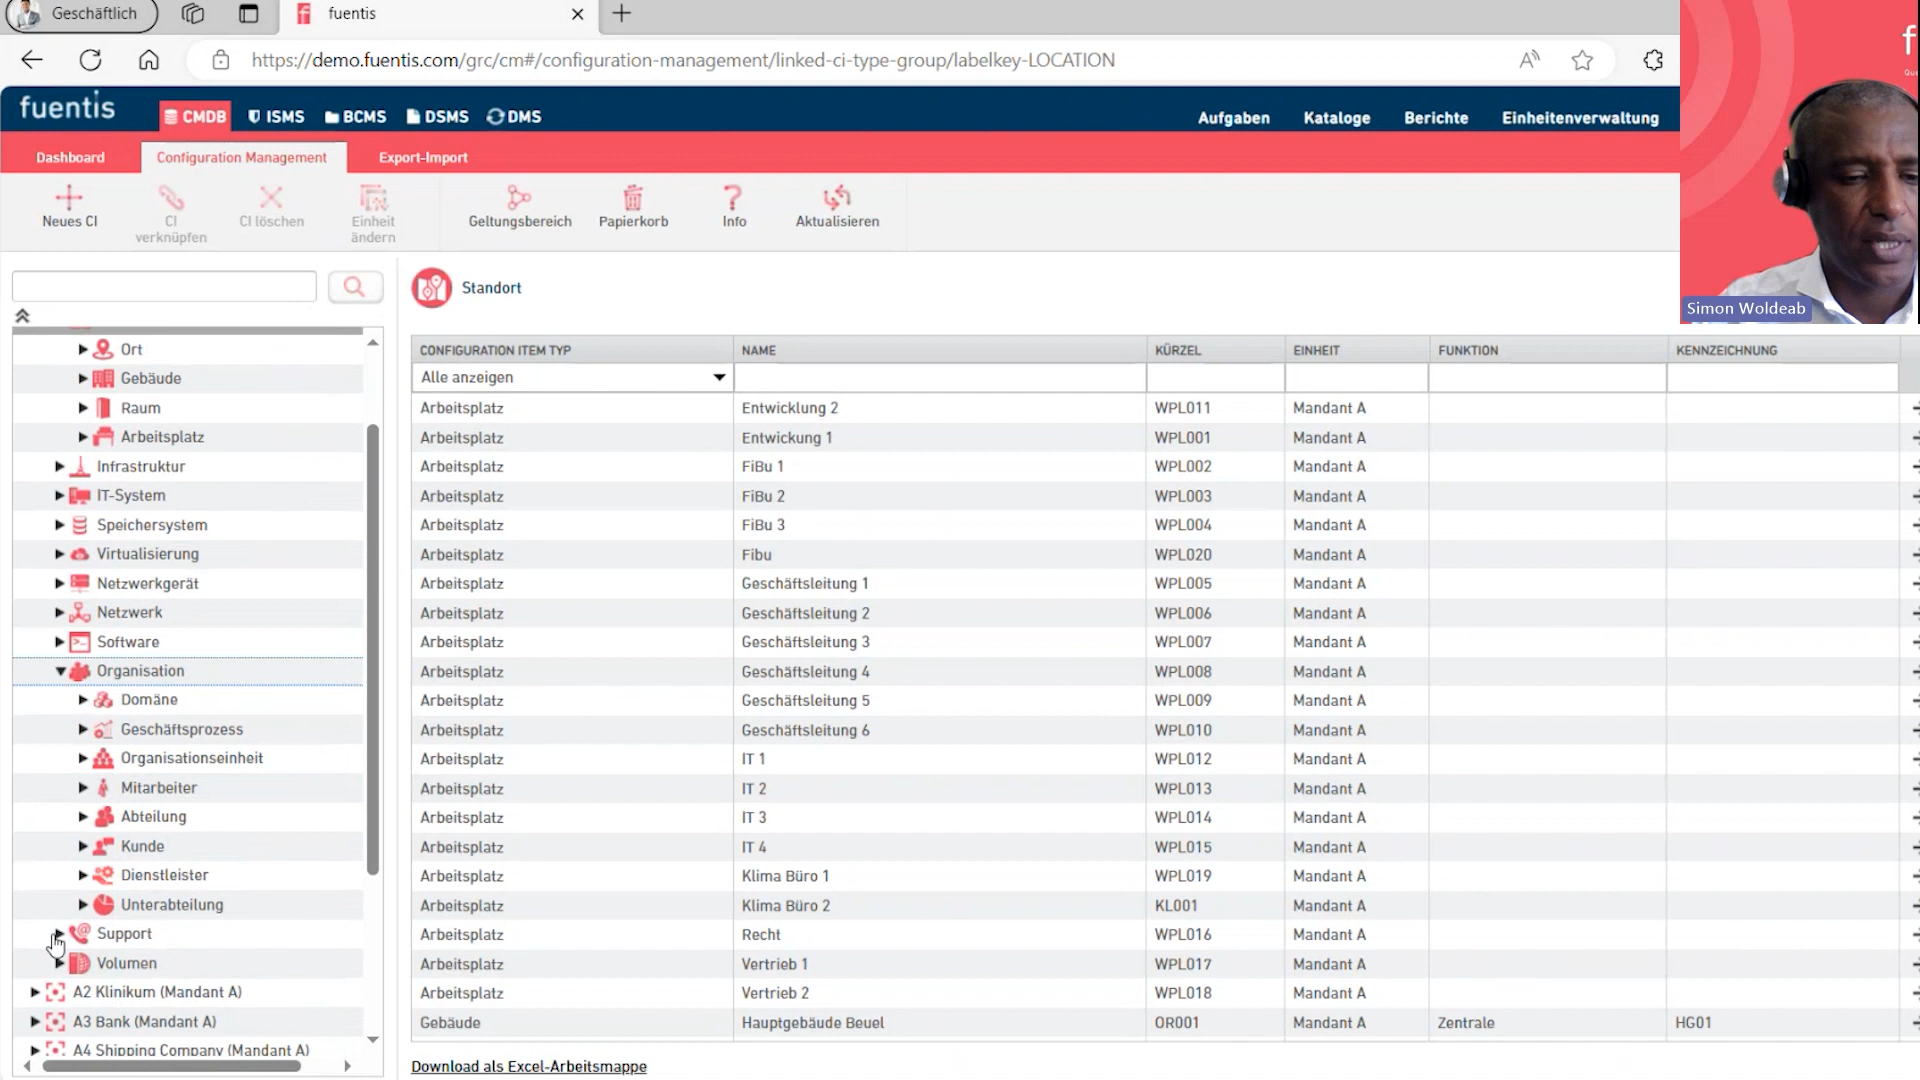 Geschäftlich
fuentis
https://demo.fuentis.com/grc/cm#/configuration-management/linked-ci-type-group/labelkey-LOCATION
fuentis
CMDB ISMS BCMS DSMS DMS
Aufgaben Kataloge Berichte Einheitenverwaltung
Dashboard Configuration Management Export-Import
Neues CI
CI verknüpfen
CI löschen
Einheit ändern
Geltungsbereich
Papierkorb
Info
Aktualisieren
Simon Woldeab
Ort
Gebäude
Raum
Arbeitsplatz
Infrastruktur
IT-System
Speichersystem
Virtualisierung
Netzwerkgerät
Netzwerk
Software
Organisation
Domäne
Geschäftsprozess
Organisationseinheit
Mitarbeiter
Abteilung
Kunde
Dienstleister
Unterabteilung
Support
Volumen
A2 Klinikum (Mandant A)
A3 Bank (Mandant A)
A4 Shipping Company (Mandant A)
Standort
CONFIGURATION ITEM TYP NAME KÜRZEL EINHEIT FUNKTION KENNZEICHNUNG
Alle anzeigen
Arbeitsplatz Entwicklung 2 WPL011 Mandant A
Arbeitsplatz Entwickung 1 WPL001 Mandant A
Arbeitsplatz FiBu 1 WPL002 Mandant A
Arbeitsplatz FiBu 2 WPL003 Mandant A
Arbeitsplatz FiBu 3 WPL004 Mandant A
Arbeitsplatz Fibu WPL020 Mandant A
Arbeitsplatz Geschäftsleitung 1 WPL005 Mandant A
Arbeitsplatz Geschäftsleitung 2 WPL006 Mandant A
Arbeitsplatz Geschäftsleitung 3 WPL007 Mandant A
Arbeitsplatz Geschäftsleitung 4 WPL008 Mandant A
Arbeitsplatz Geschäftsleitung 5 WPL009 Mandant A
Arbeitsplatz Geschäftsleitung 6 WPL010 Mandant A
Arbeitsplatz IT 1 WPL012 Mandant A
Arbeitsplatz IT 2 WPL013 Mandant A
Arbeitsplatz IT 3 WPL014 Mandant A
Arbeitsplatz IT 4 WPL015 Mandant A
Arbeitsplatz Klima Büro 1 WPL019 Mandant A
Arbeitsplatz Klima Büro 2 KL001 Mandant A
Arbeitsplatz Recht WPL016 Mandant A
Arbeitsplatz Vertrieb 1 WPL017 Mandant A
Arbeitsplatz Vertrieb 2 WPL018 Mandant A
Gebäude Hauptgebäude Beuel OR001 Mandant A Zentrale HG01
Download als Excel-Arbeitsmappe